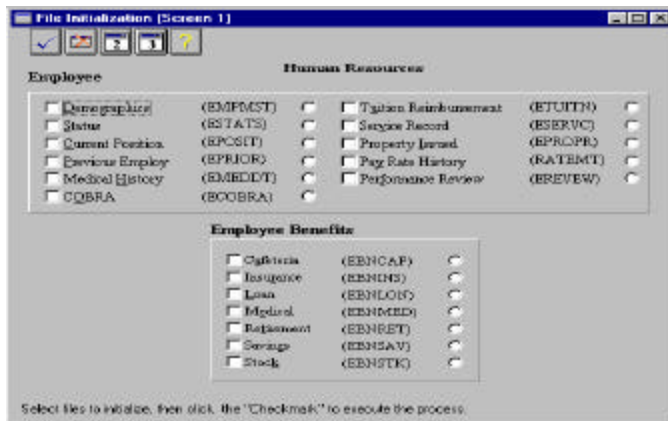 File Initialization (Screen 1)
2 3 ?
Human Resources
Employee
Demographics (EMPMST) Tuition Reimbursement (ETUITN)
Status (ESTATS) Service Record (ESERVC)
Current Position (EPOSIT) Property Issued (EPROPR)
Previous Employ (EPRIOR) Pay Rate History (RATEMT)
Medical History (EMEDDT) Performance Review (EREVEW)
COBRA (ECOBRA)
Employee Benefits
Cafeteria (EBNCAF)
Insurance (EBNINS)
Loan (EBNLON)
Medical (EBNMED)
Retirement (EBNRET)
Savings (EBNSAV)
Stock (EBNSTK)
Select files to initialize, then click, the "Checkmark" to execute the process.